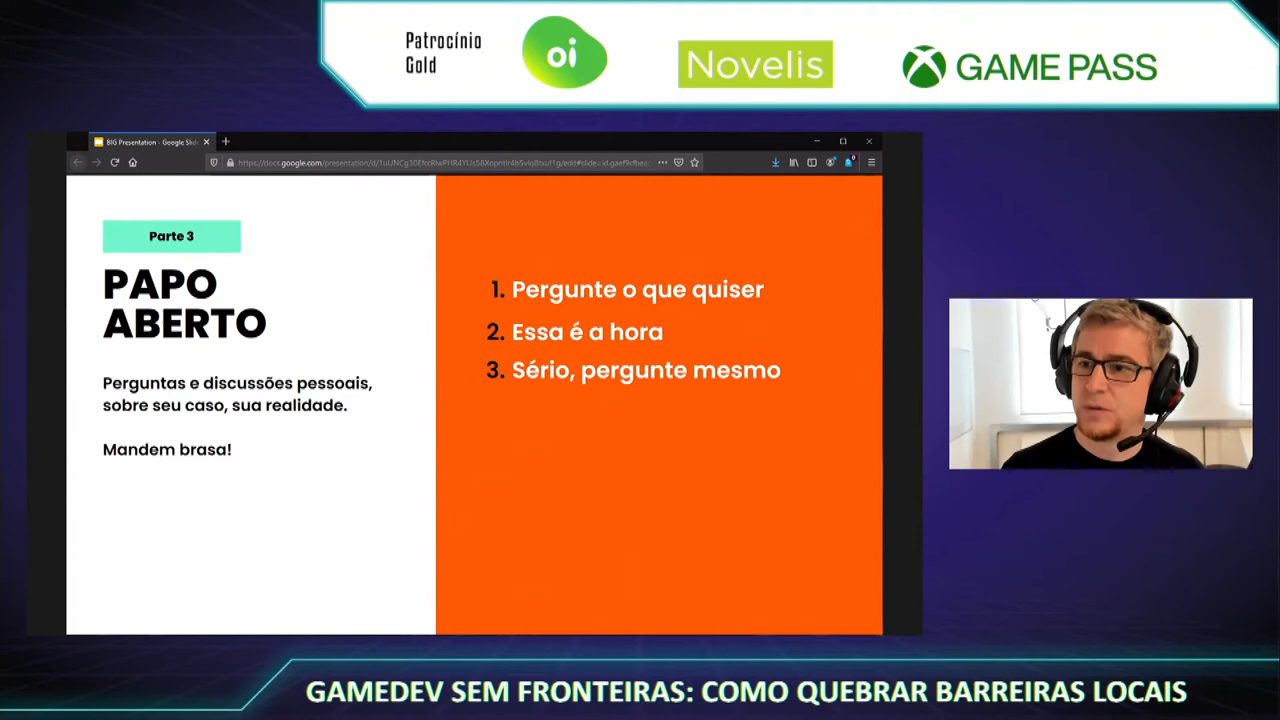 Patrocínio
Gold
oi
Novelis
GAME PASS
BIG Presentation - Google Slid
Parte 3
PAPO
ABERTO
Perguntas e discussões pessoais,
sobre seu caso, sua realidade.
Mandem brasa!
1. Pergunte o que quiser
2. Essa é a hora
3. Sério, pergunte mesmo
GAMEDEV SEM FRONTEIRAS: COMO QUEBRAR BARREIRAS LOCAIS